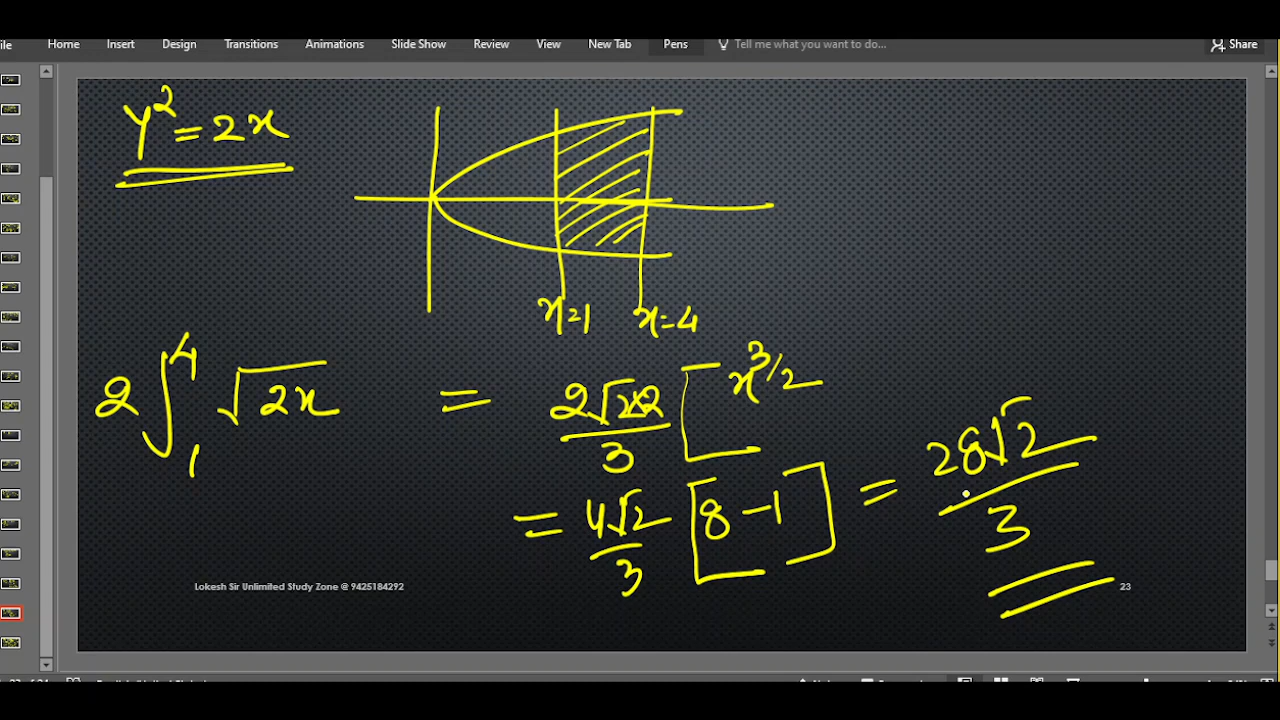 File Home Insert Design Transitions Animations Slide Show Review View New Tab Pens Tell me what you want to do... Share
y² = 2x
x=1 x=4
2 ∫₁⁴ √2x = 2√2×2/3 [x^3/2
= 4√2/3 [8 - 1] = 28√2/3
Lokesh Sir Unlimited Study Zone @ 9425184292 23